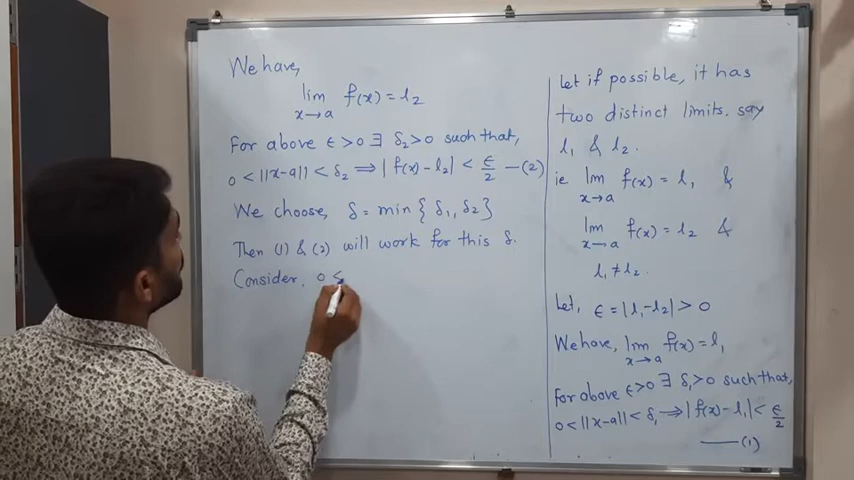 We have,
lim f(x) = l₂
x→a
For above ϵ>0 ∃ δ₂>0 such that,
0 < ||x-a|| < δ₂ ⟹ |f(x) - l₂| < ϵ/2 —(2)
We choose, δ = min { δ₁, δ₂ }
Then (1) & (2) will work for this δ.
Consider, 0 ≤
Let if possible, it has
two distinct limits. say
l₁ & l₂.
ie lim f(x) = l₁ &
x→a
lim f(x) = l₂ &
x→a
l₁ ≠ l₂.
Let, ϵ = |l₁-l₂| > 0
We have, lim f(x) = l₁
x→a
For above ϵ>0 ∃ δ₁>0 such that,
0 < ||x-a|| < δ₁ ⟹ |f(x) - l₁| < ϵ/2
—(1)